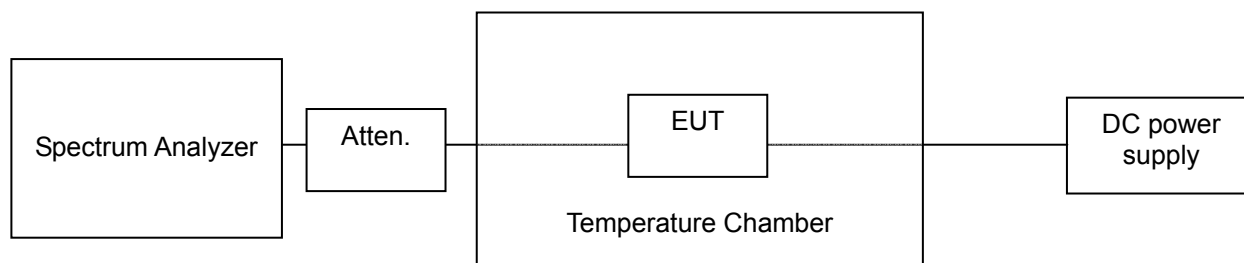 Spectrum Analyzer
Atten.
EUT
Temperature Chamber
DC power
supply